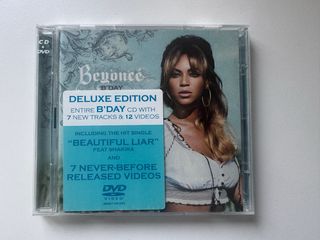 CD
DVD
Beyoncé
B'DAY
DELUXE EDITION
ENTIRE B'DAY CD WITH
7 NEW TRACKS & 12 VIDEOS
INCLUDING THE HIT SINGLE
"BEAUTIFUL LIAR"
FEAT SHAKIRA
AND
7 NEVER-BEFORE
RELEASED VIDEOS
DVD
VIDEO